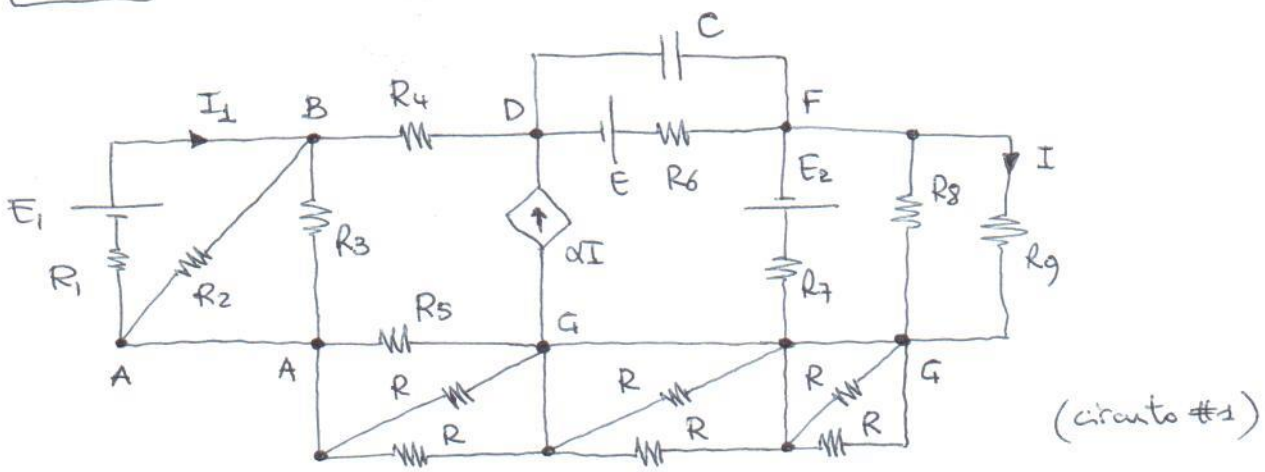 C
I1 B R4 D F I
E1 R3 E R6 E2 R8 R9
R1 R2 αI R7
R5 G
A A R R R G
R R R
(circuito #1)